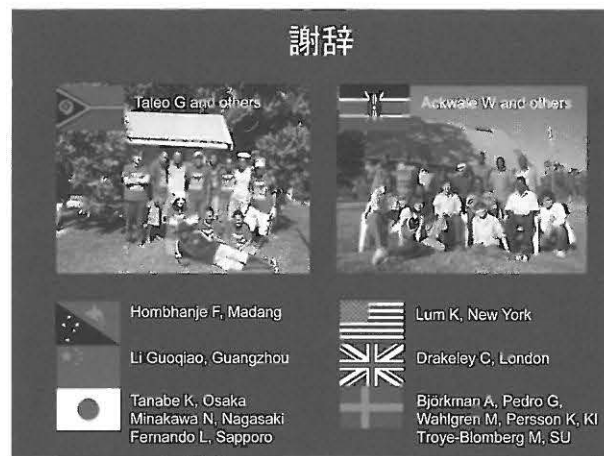 謝辞
Taleo G and others
Ackwale W and others
Hombhanje F, Madang
Lum K, New York
Li Guoqiao, Guangzhou
Drakeley C, London
Tanabe K, Osaka
Minakawa N, Nagasaki
Fernando L, Sapporo
Björkman A, Pedro G,
Wahlgren M, Persson K, KI
Troye-Blomberg M, SU